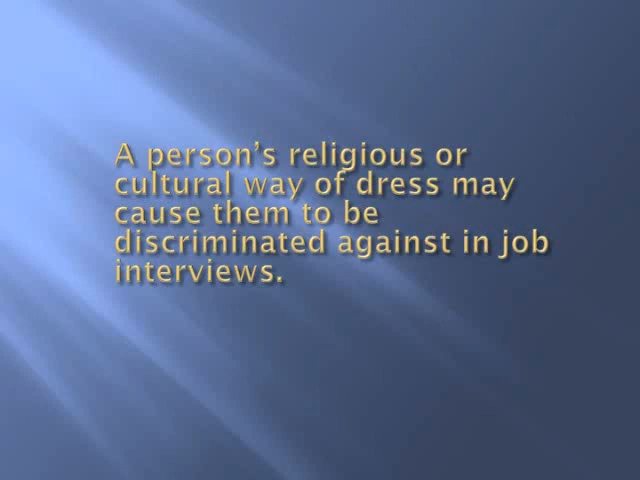 A person's religious or
cultural way of dress may
cause them to be
discriminated against in job
interviews.